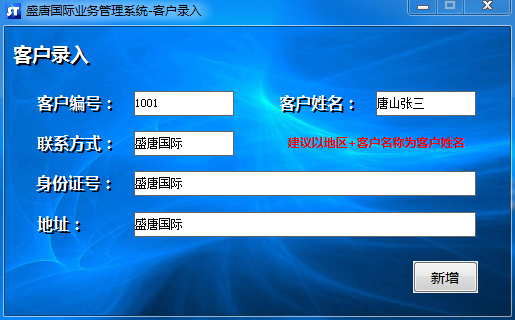 ST 盛唐国际业务管理系统-客户录入
客户录入
客户编号： 1001 客户姓名： 唐山张三
联系方式： 盛唐国际 建议以地区+客户名称为客户姓名
身份证号： 盛唐国际
地址： 盛唐国际
新增